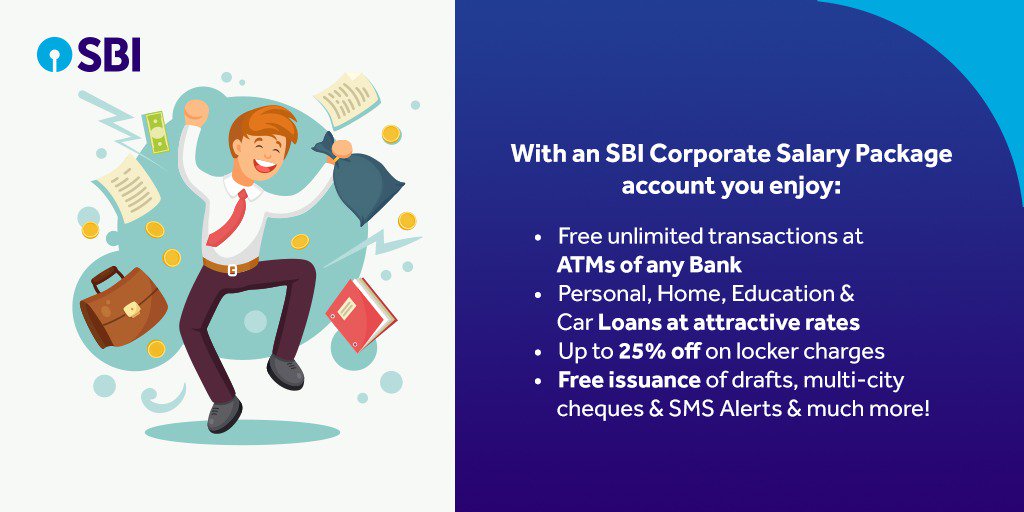 SBI
With an SBI Corporate Salary Package
account you enjoy:
• Free unlimited transactions at
ATMs of any Bank
• Personal, Home, Education &
Car Loans at attractive rates
• Up to 25% off on locker charges
• Free issuance of drafts, multi-city
cheques & SMS Alerts & much more!